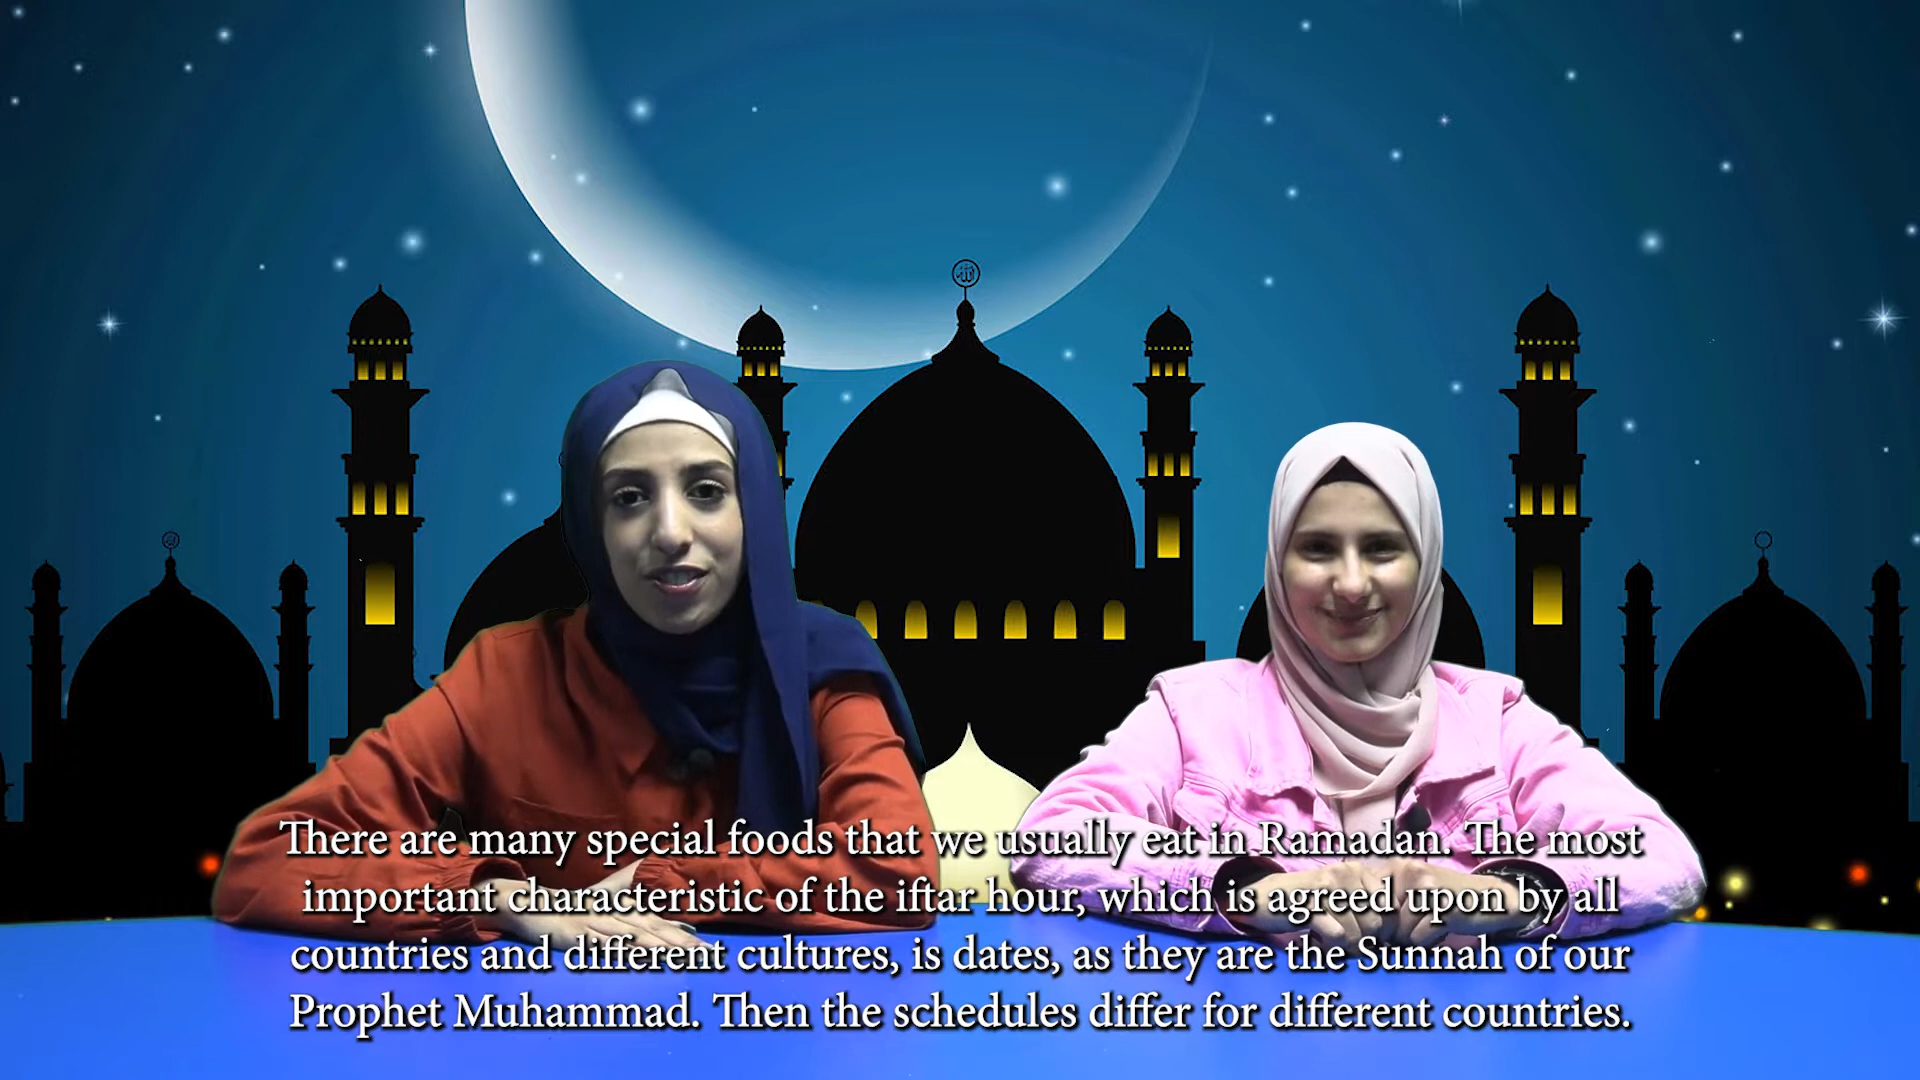 There are many special foods that we usually eat in Ramadan. The most
important characteristic of the iftar hour, which is agreed upon by all
countries and different cultures, is dates, as they are the Sunnah of our
Prophet Muhammad. Then the schedules differ for different countries.